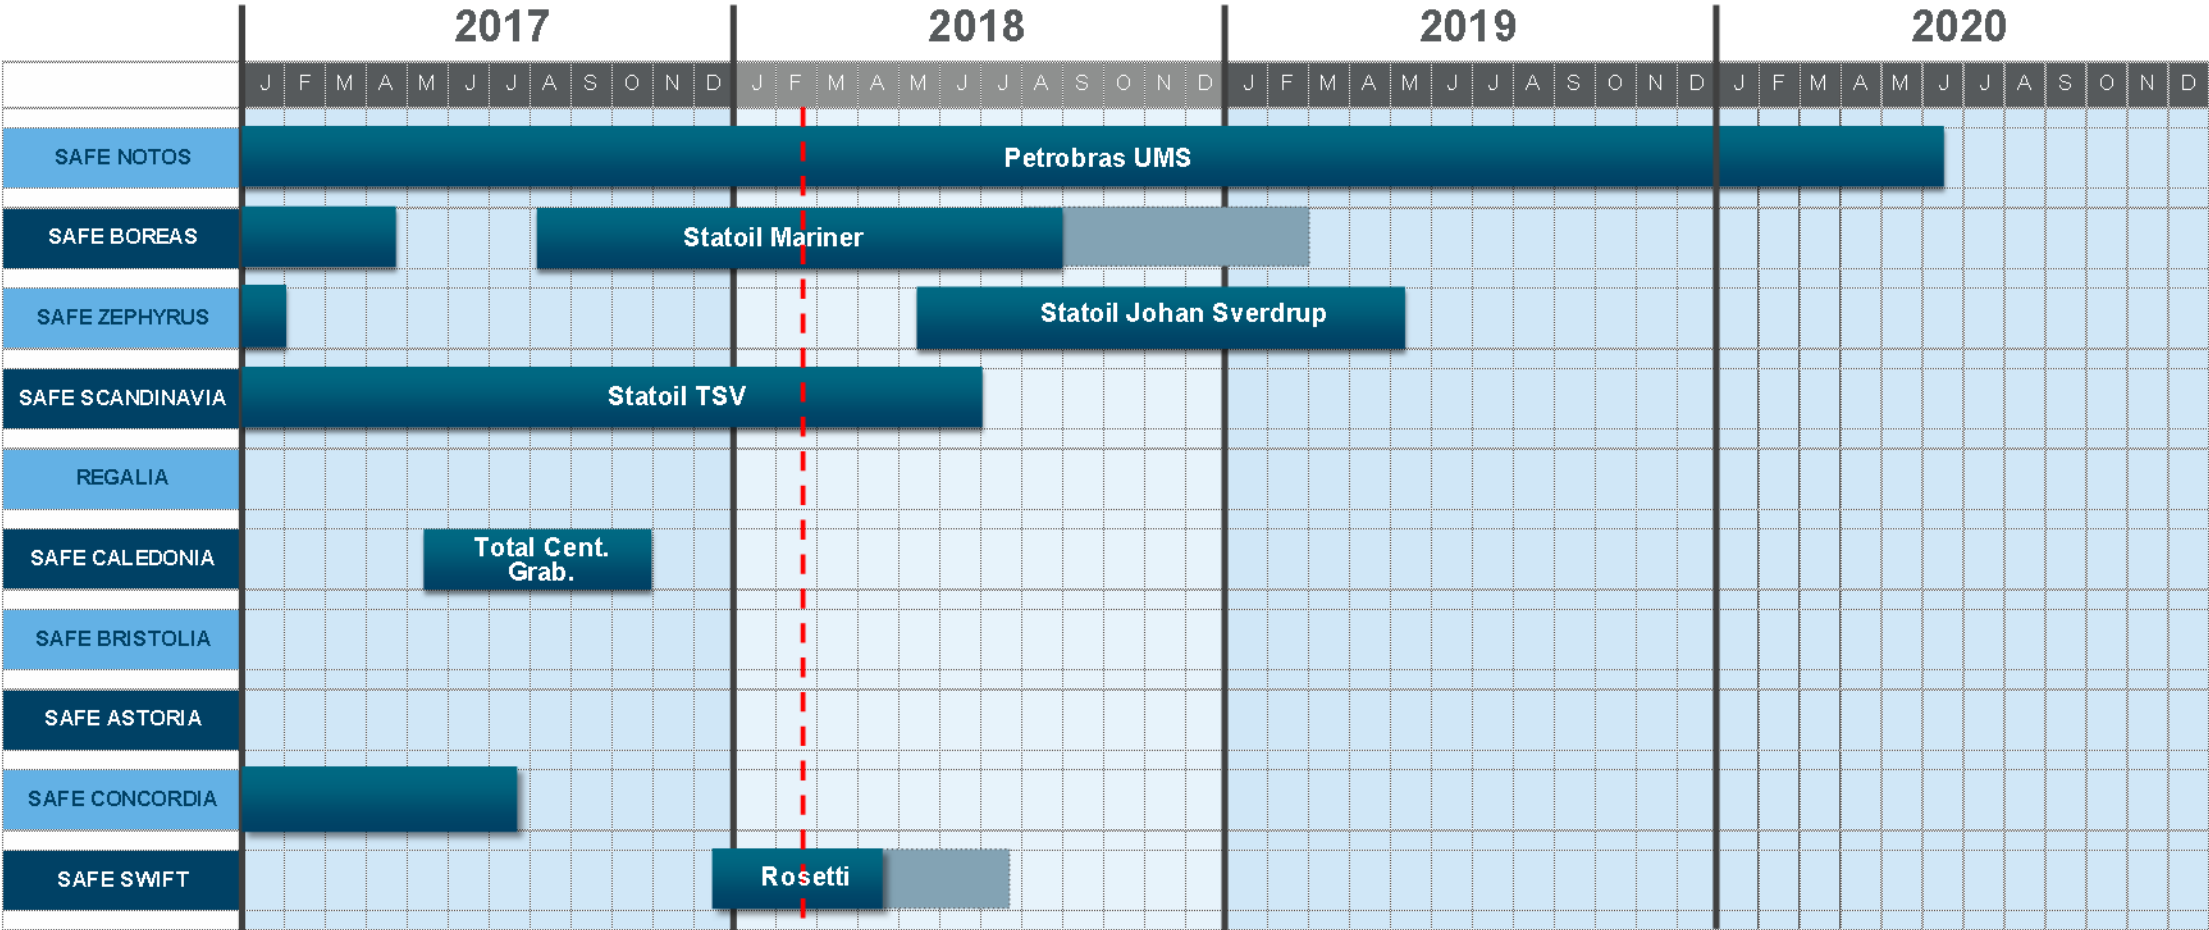 2017 2018 2019 2020
J F M A M J J A S O N D J F M A M J J A S O N D J F M A M J J A S O N D J F M A M J J A S O N D
SAFE NOTOS Petrobras UMS
SAFE BOREAS Statoil Mariner
SAFE ZEPHYRUS Statoil Johan Sverdrup
SAFE SCANDINAVIA Statoil TSV
REGALIA
SAFE CALEDONIA Total Cent.
Grab.
SAFE BRISTOLIA
SAFE ASTORIA
SAFE CONCORDIA
SAFE SWIFT Rosetti